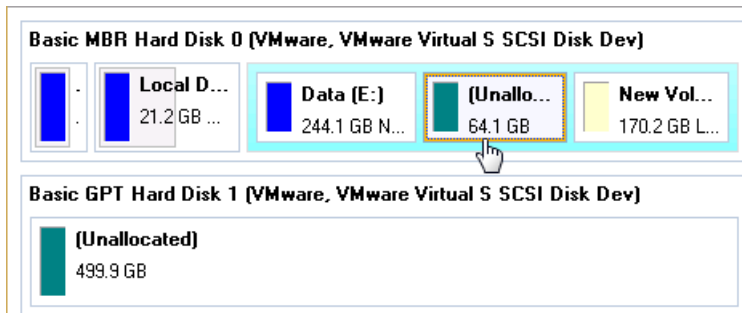 Basic MBR Hard Disk 0 (VMware, VMware Virtual S SCSI Disk Dev)
. Local D... Data (E:) (Unallo... New Vol...
. 21.2 GB ... 244.1 GB N... 64.1 GB 170.2 GB L...
Basic GPT Hard Disk 1 (VMware, VMware Virtual S SCSI Disk Dev)
(Unallocated)
499.9 GB